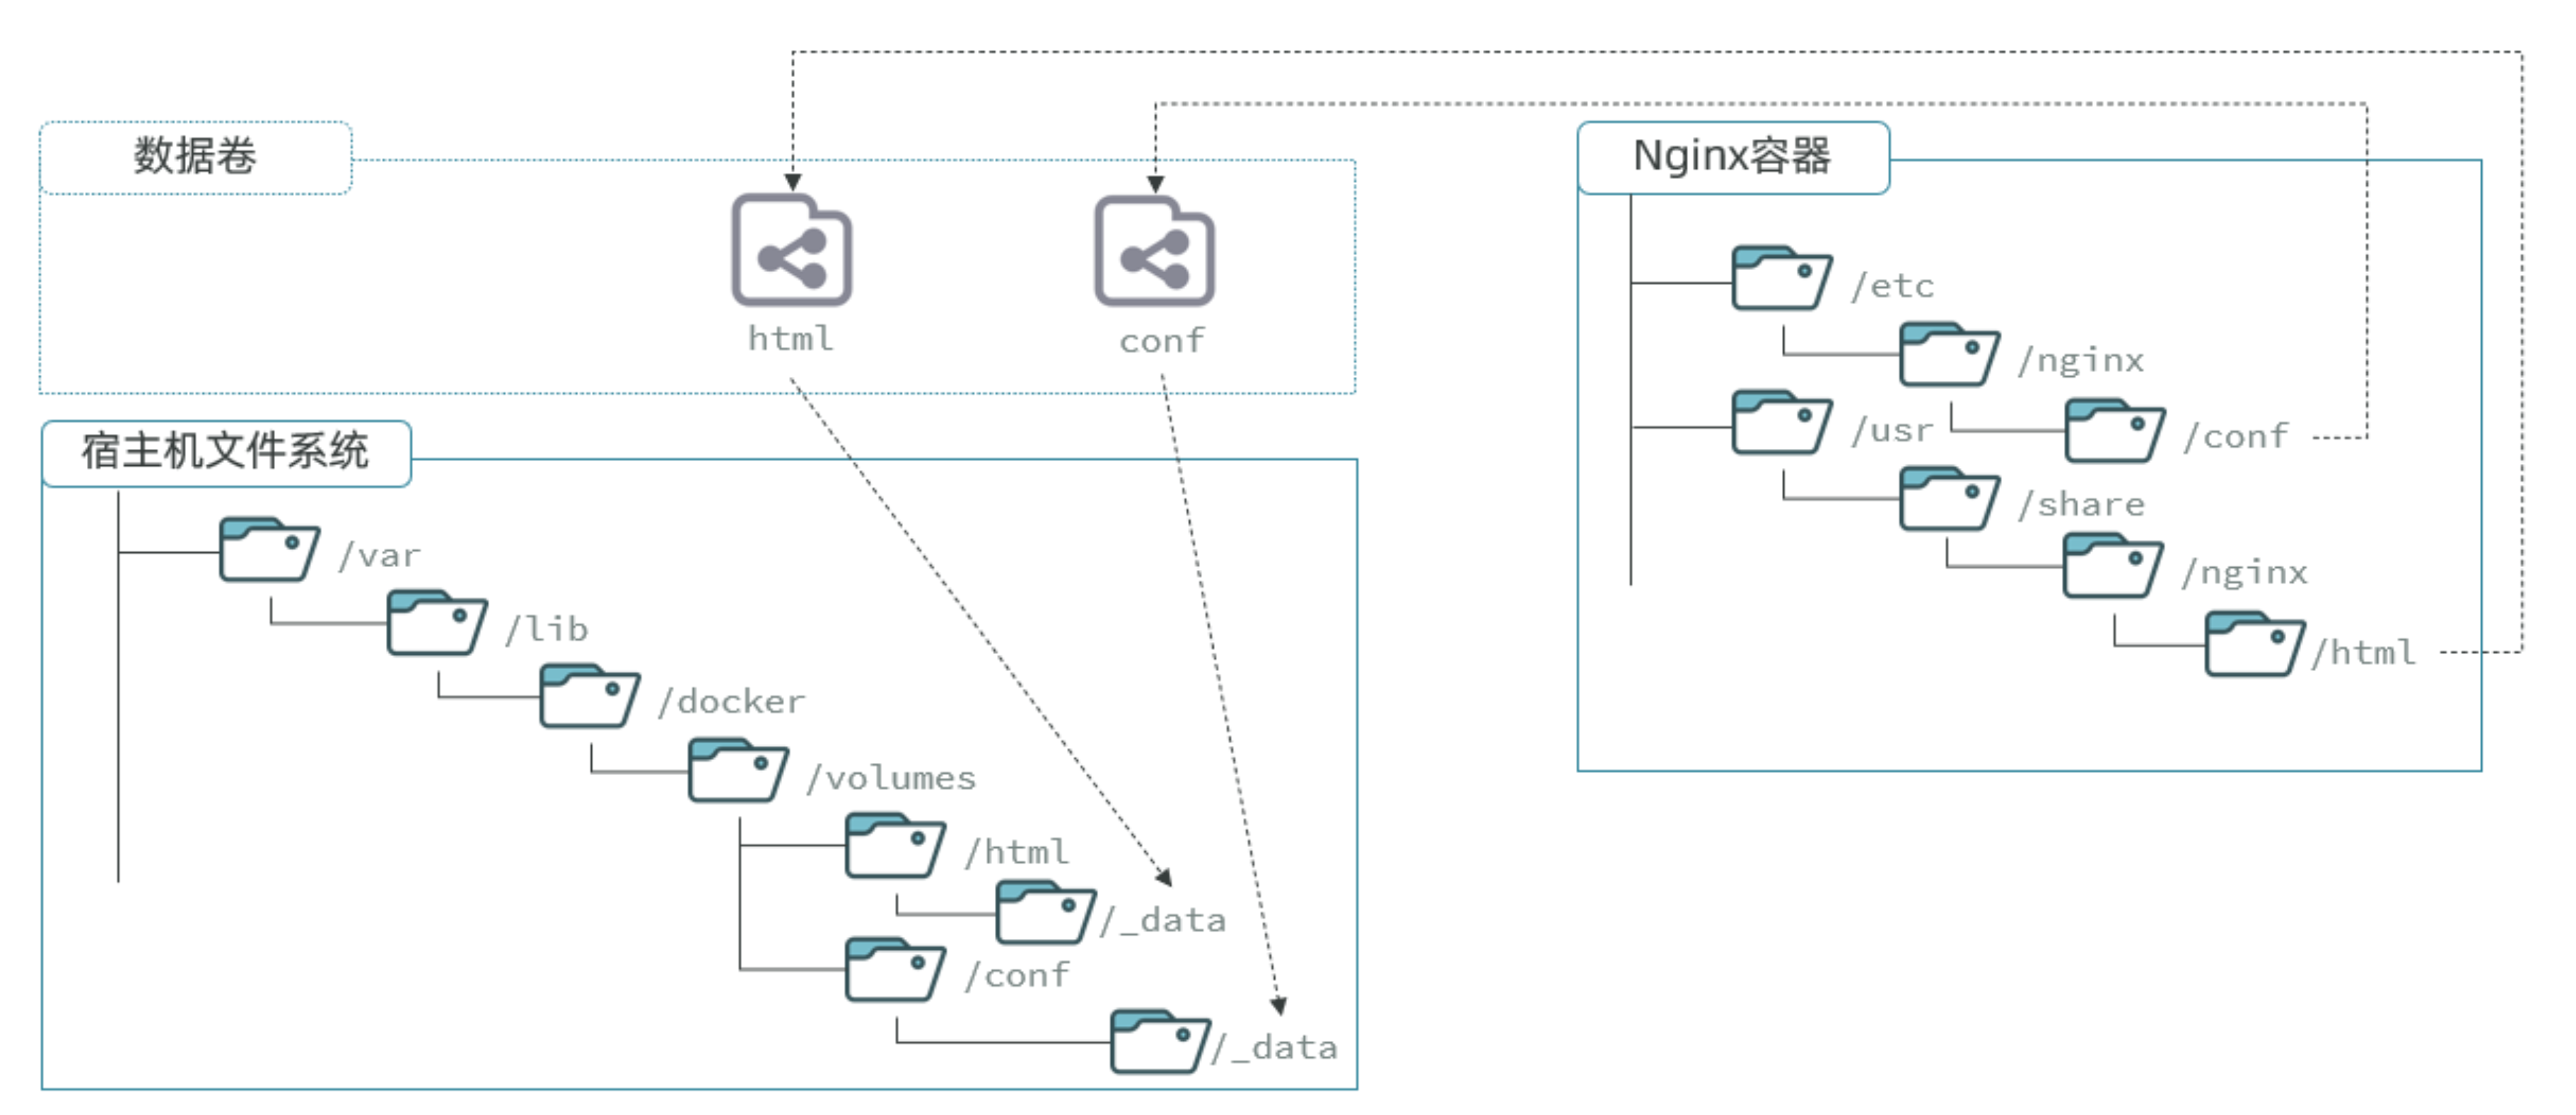 数据卷
html
conf
宿主机文件系统
/var
/lib
/docker
/volumes
/html
/_data
/conf
/_data
Nginx容器
/etc
/nginx
/conf
/usr
/share
/nginx
/html